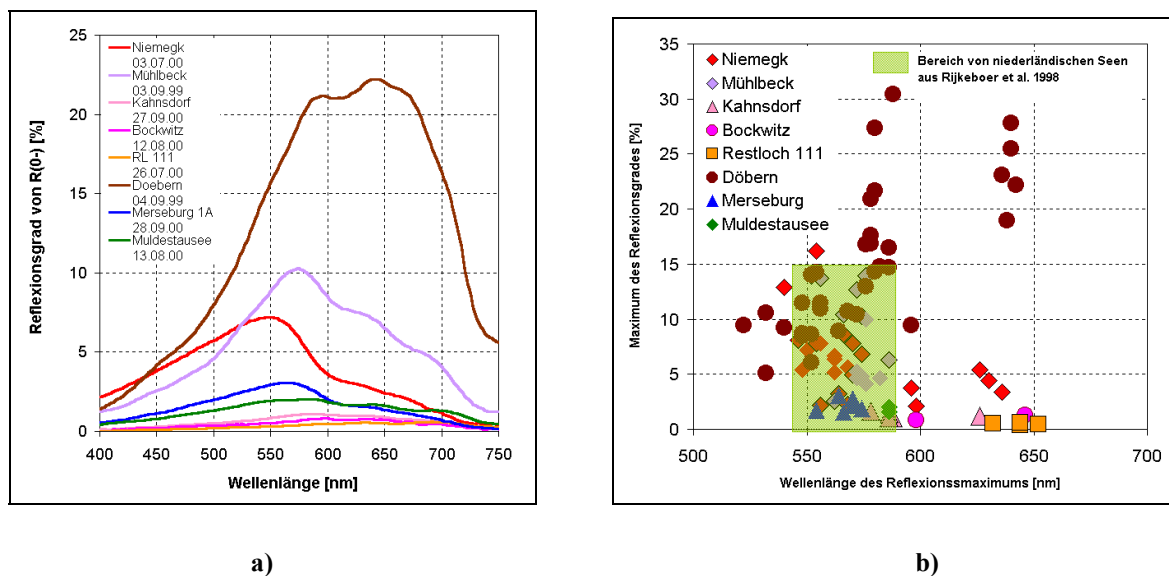 Reflexionsgrad von R(0-) [%]
25
20
15
10
5
0
Niemegk
03.07.00
Mühlbeck
03.09.99
Kahnsdorf
27.09.00
Bockwitz
12.08.00
RL 111
26.07.00
Doebern
04.09.99
Merseburg 1A
28.09.00
Muldestausee
13.08.00
400 450 500 550 600 650 700 750
Wellenlänge [nm]
a)
Maximum des Reflexionsgrades [%]
35
30
25
20
15
10
5
0
Niemegk
Mühlbeck
Kahnsdorf
Bockwitz
Restloch 111
Döbern
Merseburg
Muldestausee
Bereich von niederländischen Seen
aus Rijkeboer et al. 1998
500 550 600 650 700
Wellenlänge des Reflexionssmaximums [nm]
b)